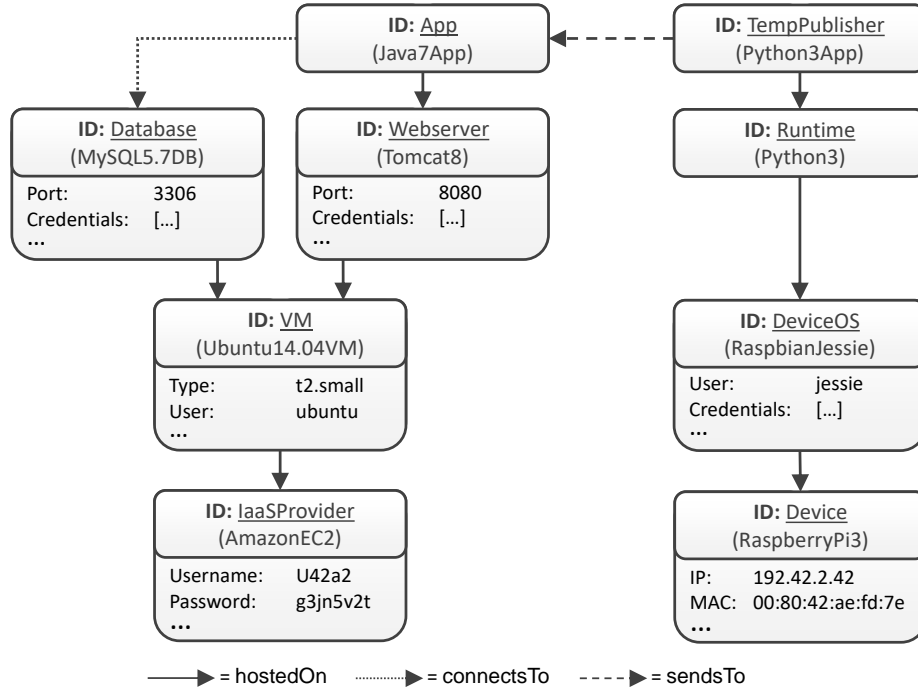 ID: App
(Java7App)
ID: TempPublisher
(Python3App)
ID: Database
(MySQL5.7DB)
Port: 3306
Credentials: [...]
...
ID: Webserver
(Tomcat8)
Port: 8080
Credentials: [...]
...
ID: Runtime
(Python3)
ID: VM
(Ubuntu14.04VM)
Type: t2.small
User: ubuntu
...
ID: DeviceOS
(RaspbianJessie)
User: jessie
Credentials: [...]
...
ID: IaaSProvider
(AmazonEC2)
Username: U42a2
Password: g3jn5v2t
...
ID: Device
(RaspberryPi3)
IP: 192.42.2.42
MAC: 00:80:42:ae:fd:7e
...
= hostedOn = connectsTo = sendsTo